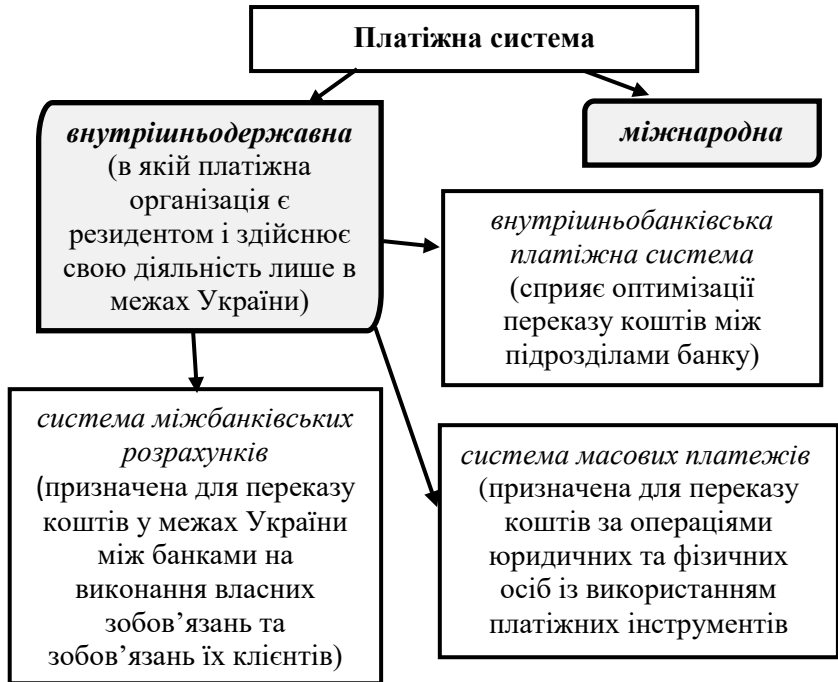 Платіжна система
внутрішньодержавна
(в якій платіжна
організація є
резидентом і здійснює
свою діяльність лише в
межах України)
міжнародна
внутрішньобанківська
платіжна система
(сприяє оптимізації
переказу коштів між
підрозділами банку)
система міжбанківських
розрахунків
(призначена для переказу
коштів у межах України
між банками на
виконання власних
зобов’язань та
зобов’язань їх клієнтів)
система масових платежів
(призначена для переказу
коштів за операціями
юридичних та фізичних
осіб із використанням
платіжних інструментів